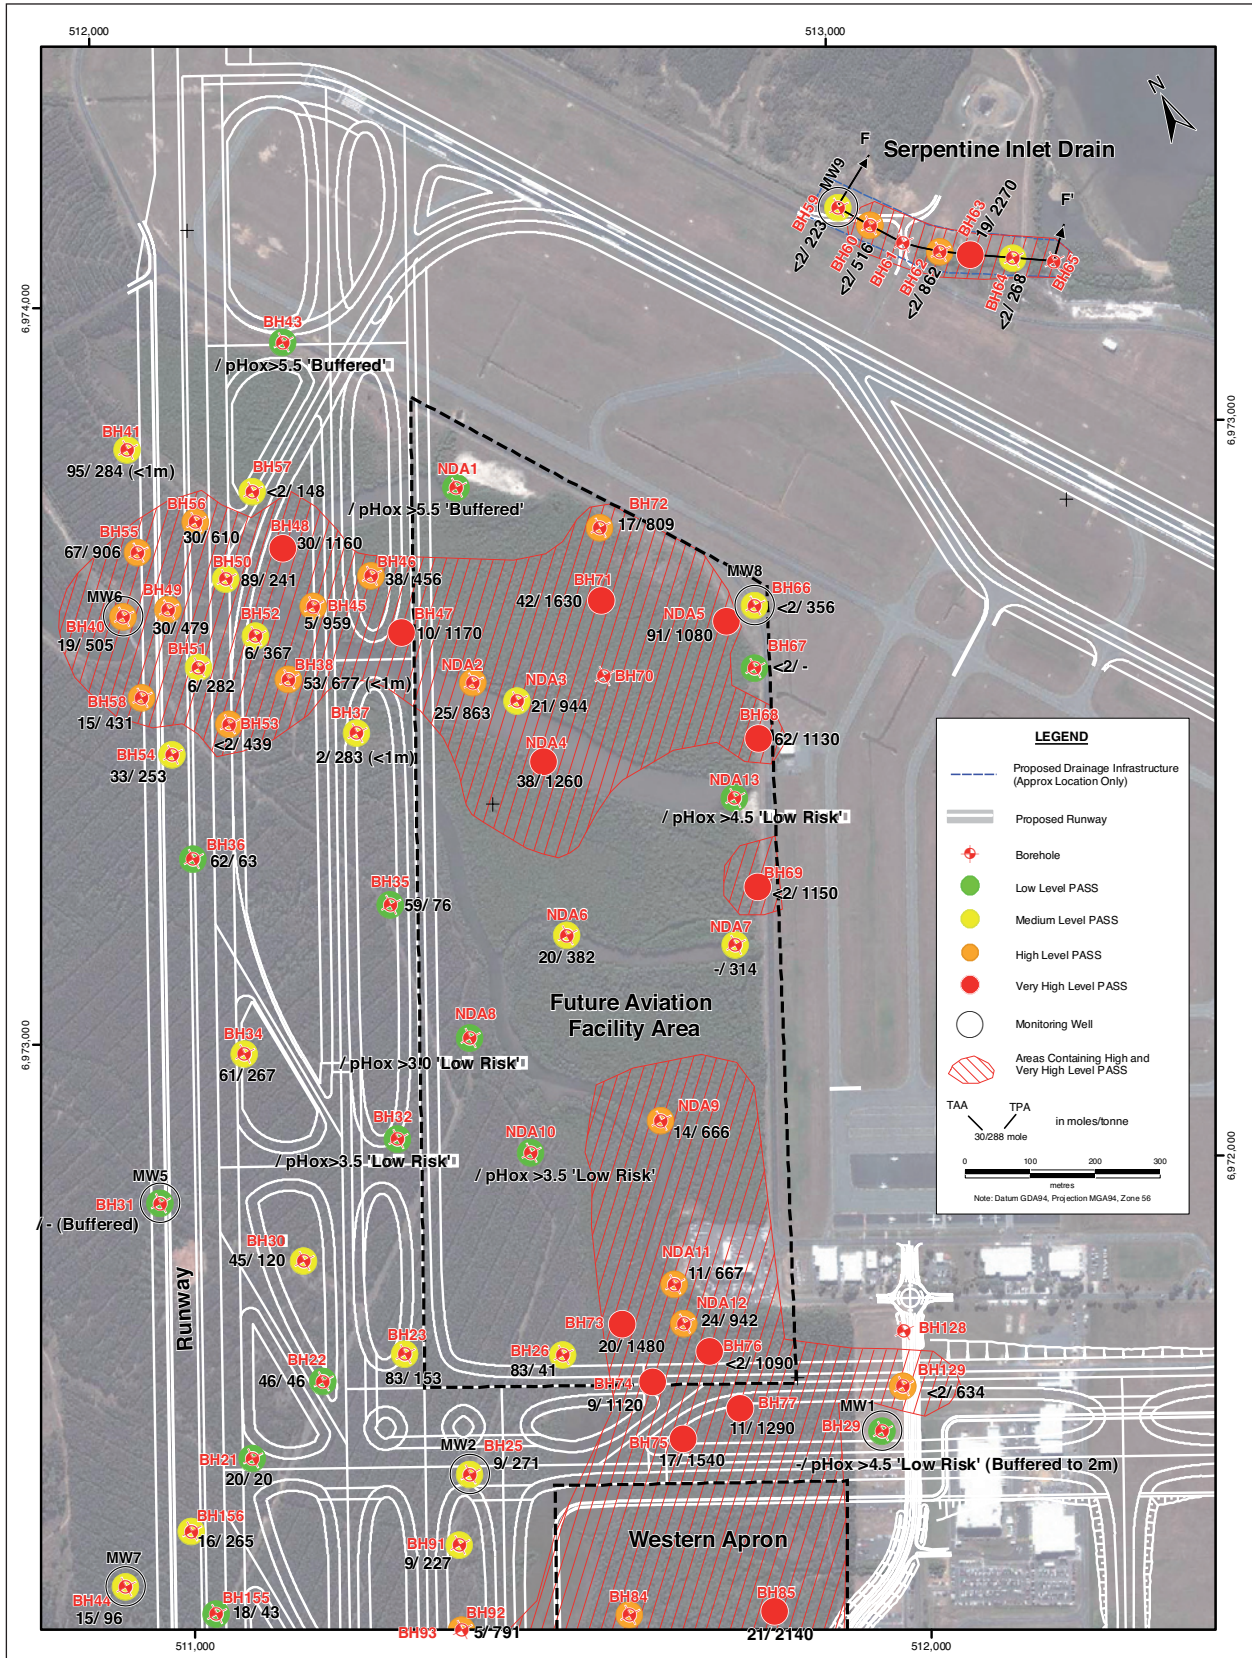 512,000
513,000
N
Serpentine Inlet Drain
F
MW9
BH59
<2/ 223
BH60
<2/ 516
BH61
BH62
<2/ 862
BH63
19/ 2270
BH64
<2/ 268
F'
BH65
6,974,000
6,973,000
BH43
/ pHox>5.5 'Buffered'
BH41
95/ 284 (<1m)
BH57
<2/ 148
NDA1
/ pHox >5.5 'Buffered'
BH72
17/ 809
BH56
30/ 610
BH48
30/ 1160
BH55
67/ 906
BH50
89/ 241
BH46
38/ 456
BH71
42/ 1630
MW8
BH66
<2/ 356
MW6
BH40
19/ 505
BH49
30/ 479
BH45
5/ 959
BH52
6/ 367
BH47
10/ 1170
NDA5
91/ 1080
BH67
<2/ -
BH51
6/ 282
BH38
53/ 677 (<1m)
NDA2
25/ 863
NDA3
21/ 944
BH70
BH58
15/ 431
BH53
<2/ 439
BH37
2/ 283 (<1m)
BH68
62/ 1130
BH54
33/ 253
NDA4
38/ 1260
NDA13
/ pHox >4.5 'Low Risk'
BH36
62/ 63
BH35
59/ 76
BH69
<2/ 1150
NDA6
20/ 382
NDA7
-/ 314
Future Aviation
Facility Area
NDA8
/ pHox >3.0 'Low Risk'
6,973,000
BH34
61/ 267
BH32
/ pHox>3.5 'Low Risk'
NDA10
/ pHox >3.5 'Low Risk'
NDA9
14/ 666
6,972,000
MW5
BH31
/ - (Buffered)
BH30
45/ 120
Runway
NDA11
11/ 667
NDA12
24/ 942
BH73
20/ 1480
BH76
<2/ 1090
BH128
BH23
83/ 153
BH26
83/ 41
BH22
46/ 46
BH74
9/ 1120
BH129
<2/ 634
BH77
11/ 1290
MW1
BH29
-/ pHox >4.5 'Low Risk' (Buffered to 2m)
BH75
17/ 1540
BH21
20/ 20
MW2
BH25
9/ 271
BH156
16/ 265
BH91
9/ 227
Western Apron
MW7
BH44
15/ 96
BH155
18/ 43
BH92
BH93
5/ 791
BH84
BH85
21/ 2140
511,000
512,000
LEGEND
Proposed Drainage Infrastructure
(Approx Location Only)
Proposed Runway
Borehole
Low Level PASS
Medium Level PASS
High Level PASS
Very High Level PASS
Monitoring Well
Areas Containing High and
Very High Level PASS
TAA
TPA
in moles/tonne
30/288 mole
0 100 200 300
metres
Note: Datum GDA94, Projection MGA94, Zone 56